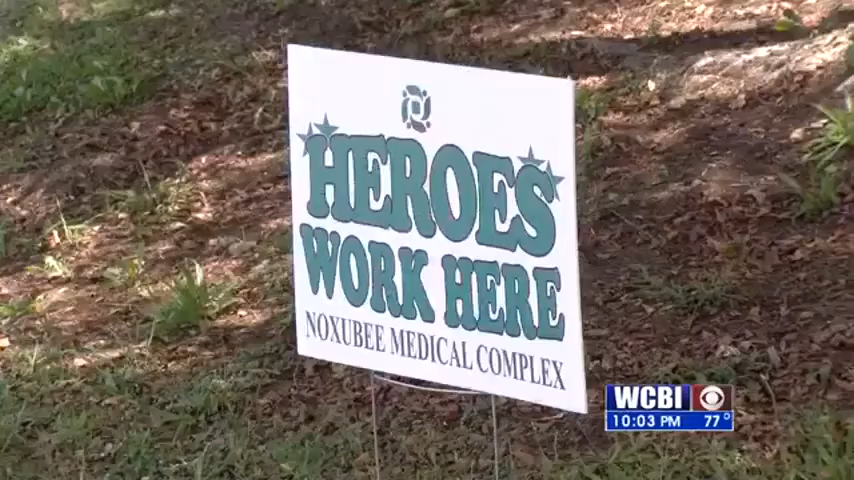 HEROES
WORK HERE
NOXUBEE MEDICAL COMPLEX
WCBI
10:03 PM 77°